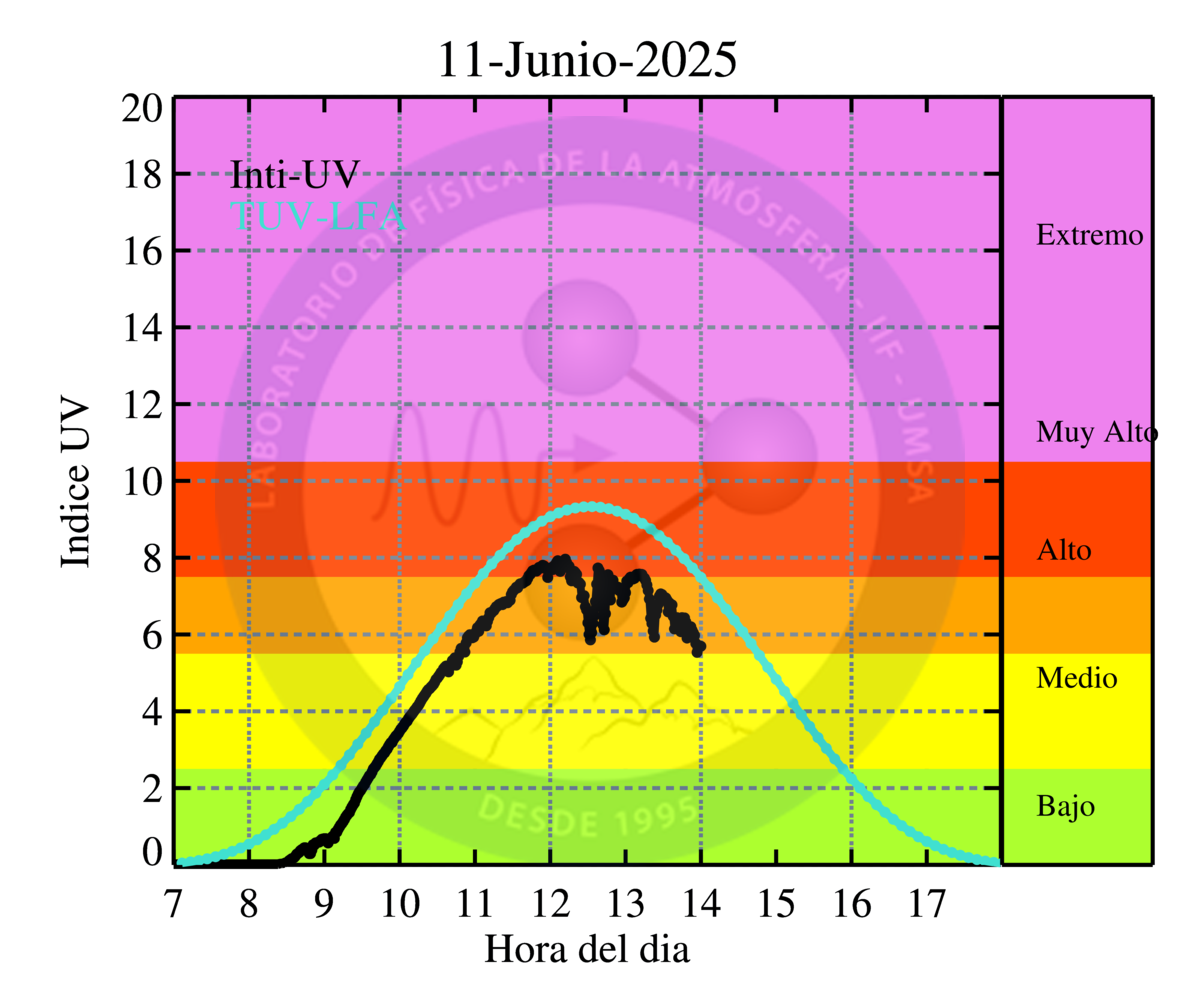 11-Junio-2025
20
18
16
14
12
10
8
6
4
2
0
Indice UV
Inti-UV
TUV-LFA
LABORATORIO DE FÍSICA DE LA ATMÓSFERA - IIF - UMSA
DESDE 1995
Extremo
Muy Alto
Alto
Medio
Bajo
7 8 9 10 11 12 13 14 15 16 17
Hora del dia